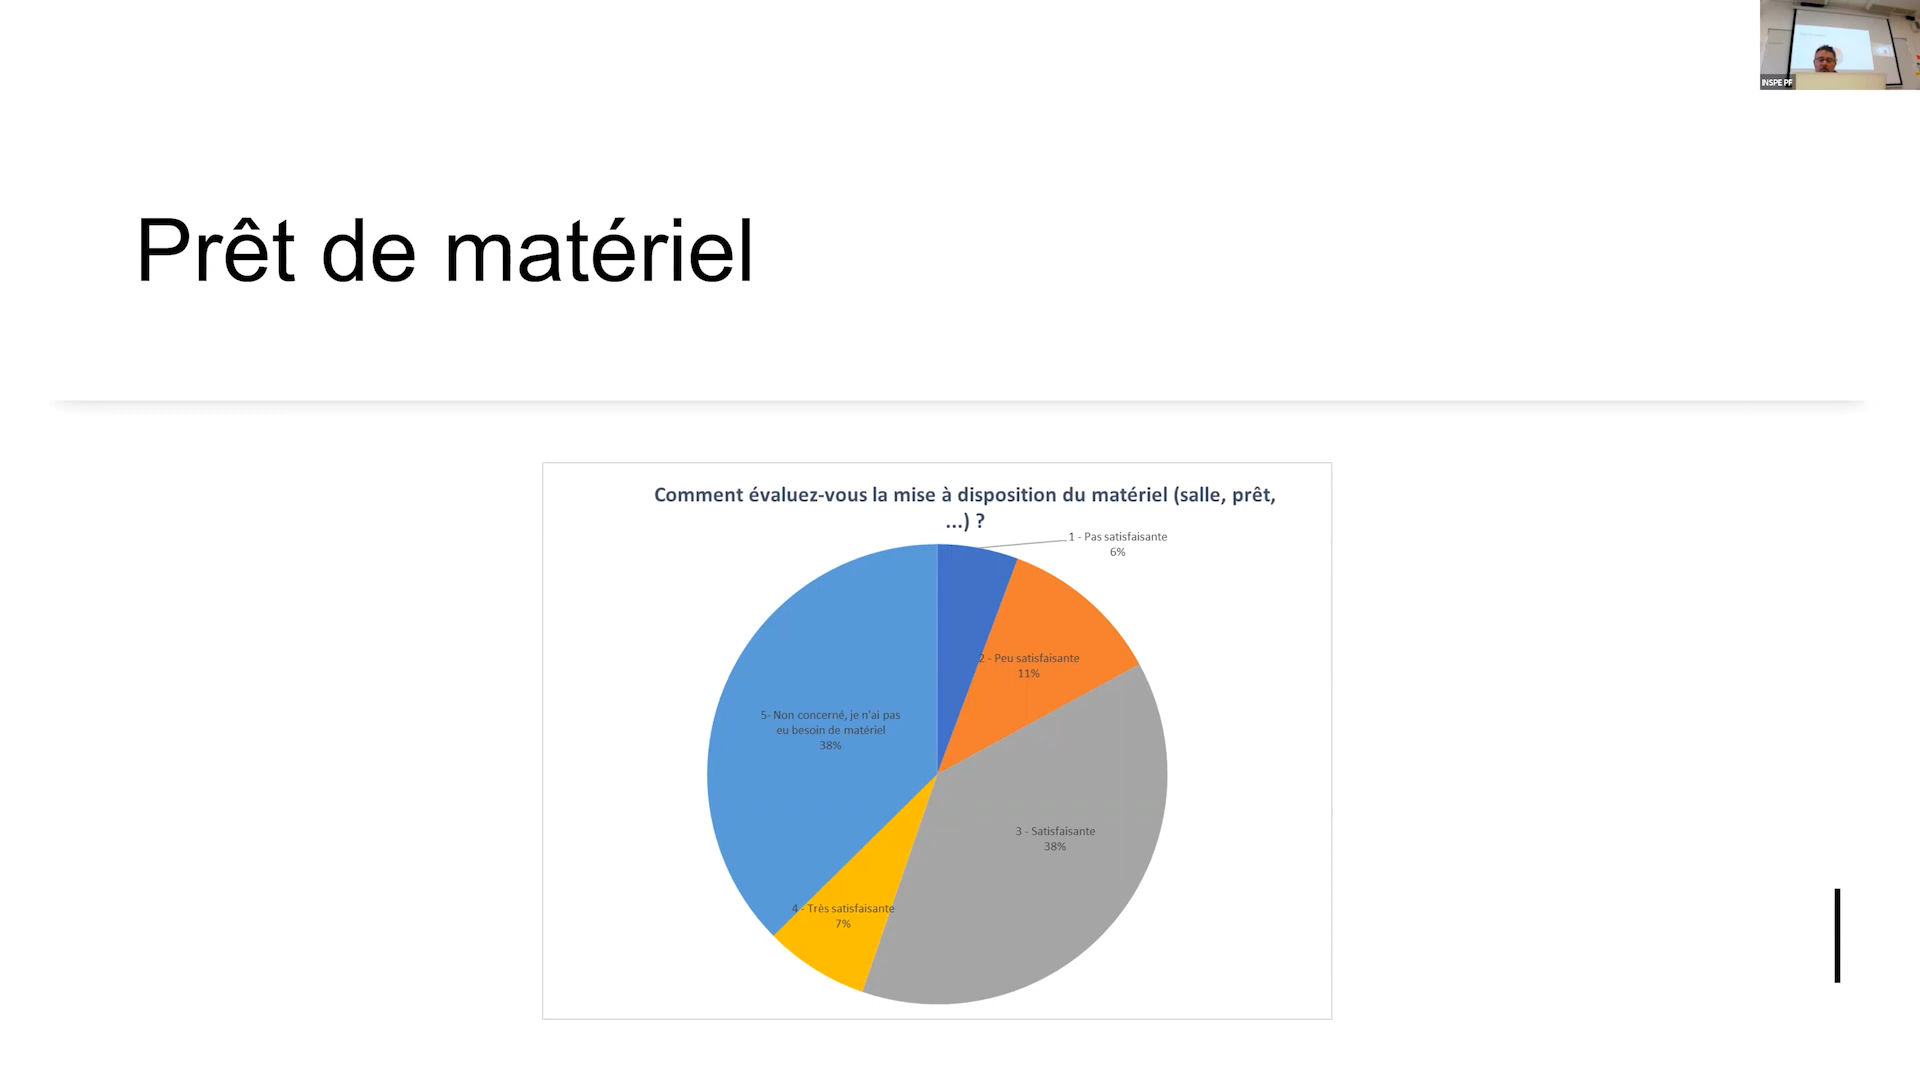 INSPE PF
Prêt de matériel
Comment évaluez-vous la mise à disposition du matériel (salle, prêt,
...) ?
1 - Pas satisfaisante
6%
2 - Peu satisfaisante
11%
5- Non concerné, je n'ai pas
eu besoin de matériel
38%
3 - Satisfaisante
38%
4 - Très satisfaisante
7%